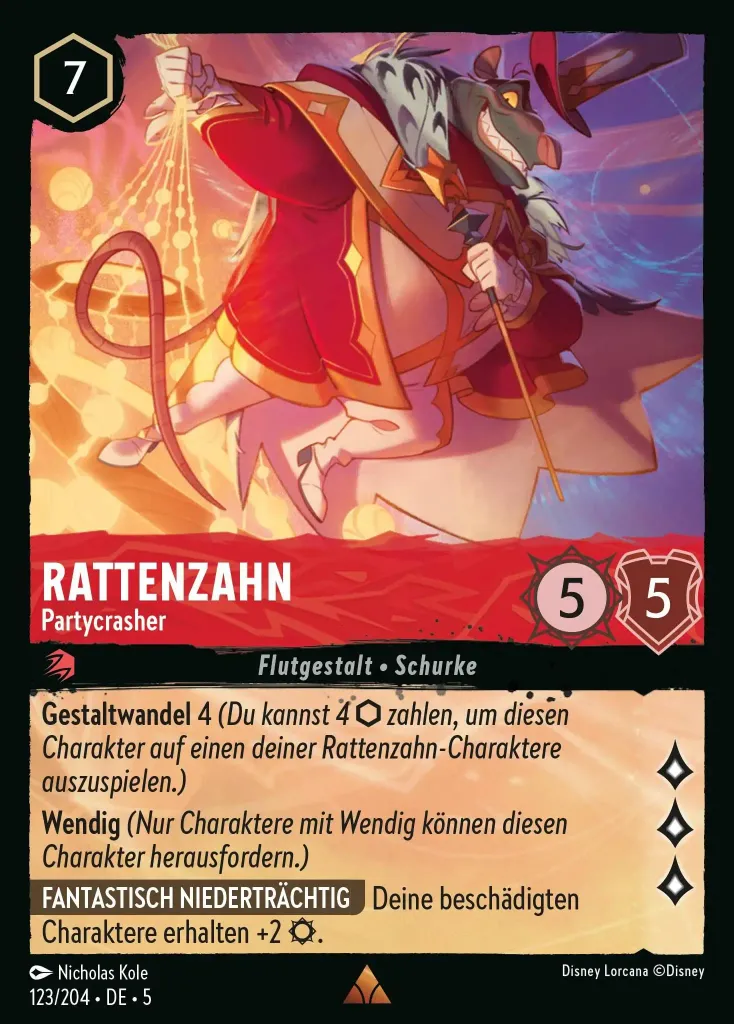 7
RATTENZAHN
Partycrasher
5
5
Flutgestalt • Schurke
Gestaltwandel 4 (Du kannst 4 ⬡ zahlen, um diesen
Charakter auf einen deiner Rattenzahn-Charaktere
auszuspielen.)
Wendig (Nur Charaktere mit Wendig können diesen
Charakter herausfordern.)
FANTASTISCH NIEDERTRÄCHTIG Deine beschädigten
Charaktere erhalten +2 ¤.
Nicholas Kole
Disney Lorcana ©Disney
123/204 • DE • 5